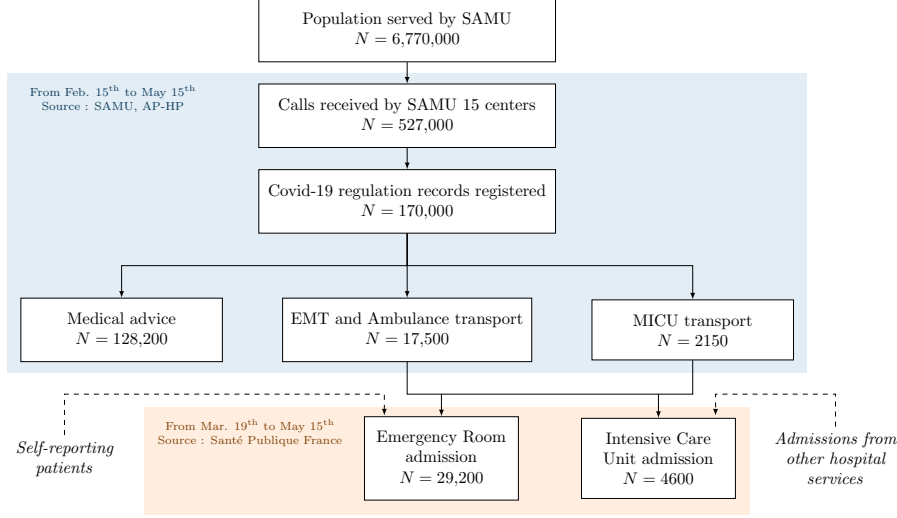 Population served by SAMU
N = 6,770,000
From Feb. 15th to May 15th
Source : SAMU, AP-HP
Calls received by SAMU 15 centers
N = 527,000
Covid-19 regulation records registered
N = 170,000
Medical advice
N = 128,200
EMT and Ambulance transport
N = 17,500
MICU transport
N = 2150
From Mar. 19th to May 15th
Source : Santé Publique France
Self-reporting
patients
Emergency Room
admission
N = 29,200
Intensive Care
Unit admission
N = 4600
Admissions from
other hospital
services